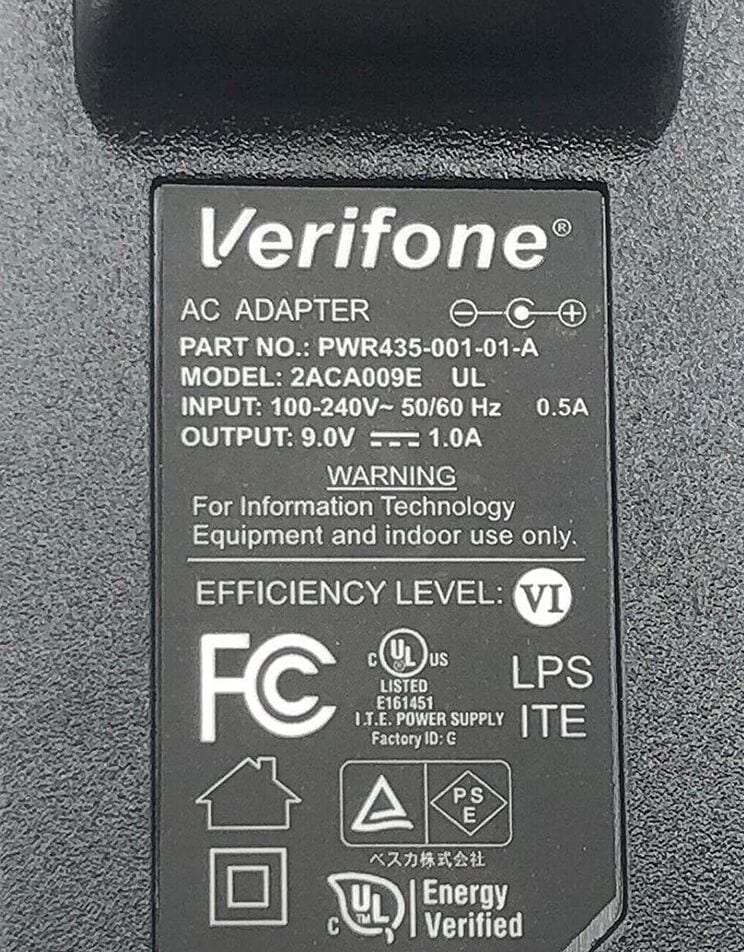 Verifone®
AC ADAPTER
PART NO.: PWR435-001-01-A
MODEL: 2ACA009E UL
INPUT: 100-240V~ 50/60 Hz 0.5A
OUTPUT: 9.0V ⎓ 1.0A
WARNING
For Information Technology
Equipment and indoor use only.
EFFICIENCY LEVEL: VI
FC
C UL® US
LISTED
E161451
I.T.E. POWER SUPPLY
Factory ID: G
LPS
ITE
PS
E
ベスカ株式会社
C UL TM
Energy
Verified